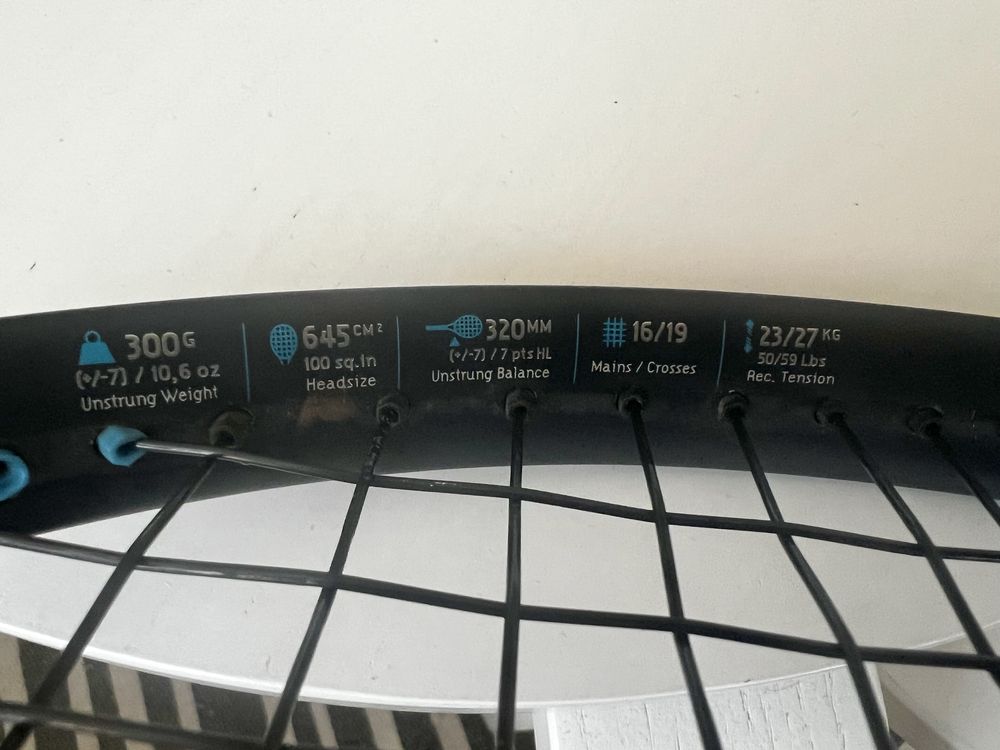 300G
(+/-7) / 10,6 oz
Unstrung Weight
645CM²
100 sq.In
Headsize
320MM
(+/-7) / 7 pts HL
Unstrung Balance
16/19
Mains / Crosses
23/27KG
50/59 Lbs
Rec. Tension